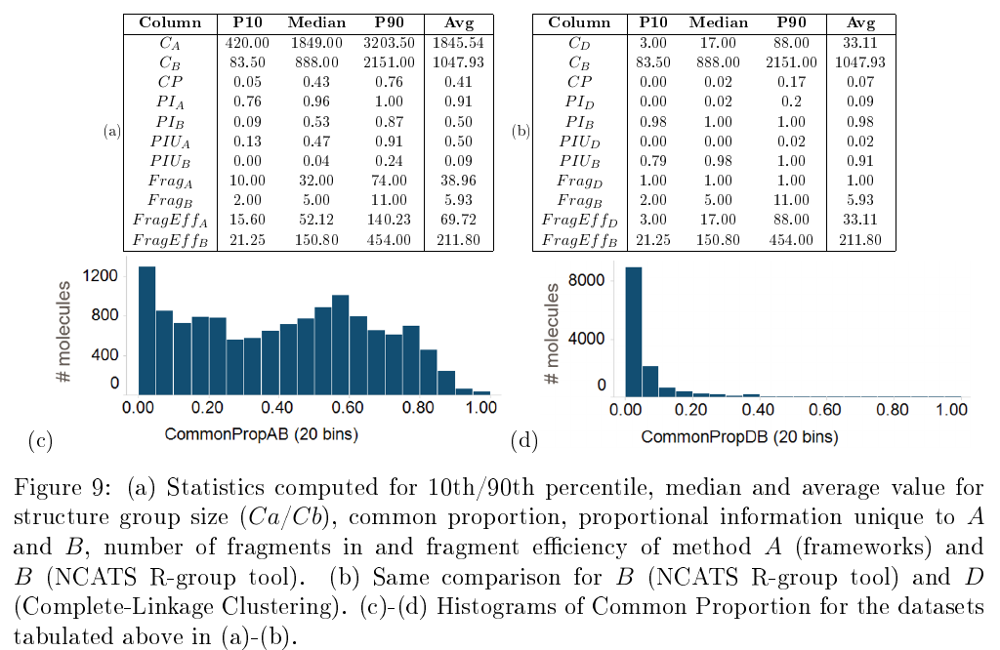 Column P10 Median P90 Avg
C_A 420.00 1849.00 3203.50 1845.54
C_B 83.50 888.00 2151.00 1047.93
CP 0.05 0.43 0.76 0.41
PI_A 0.76 0.96 1.00 0.91
(a) PI_B 0.09 0.53 0.87 0.50
PIU_A 0.13 0.47 0.91 0.50
PIU_B 0.00 0.04 0.24 0.09
Frag_A 10.00 32.00 74.00 38.96
Frag_B 2.00 5.00 11.00 5.93
FragEff_A 15.60 52.12 140.23 69.72
FragEff_B 21.25 150.80 454.00 211.80
Column P10 Median P90 Avg
C_D 3.00 17.00 88.00 33.11
C_B 83.50 888.00 2151.00 1047.93
CP 0.00 0.02 0.17 0.07
PI_D 0.00 0.02 0.2 0.09
(b) PI_B 0.98 1.00 1.00 0.98
PIU_D 0.00 0.00 0.02 0.02
PIU_B 0.79 0.98 1.00 0.91
Frag_D 1.00 1.00 1.00 1.00
Frag_B 2.00 5.00 11.00 5.93
FragEff_D 3.00 17.00 88.00 33.11
FragEff_B 21.25 150.80 454.00 211.80
# molecules
1200
800
400
0
0.00 0.20 0.40 0.60 0.80 1.00
CommonPropAB (20 bins)
(c)
# molecules
8000
4000
0
0.00 0.20 0.40 0.60 0.80 1.00
CommonPropDB (20 bins)
(d)
Figure 9: (a) Statistics computed for 10th/90th percentile, median and average value for
structure group size (Ca/Cb), common proportion, proportional information unique to A
and B, number of fragments in and fragment efficiency of method A (frameworks) and
B (NCATS R-group tool). (b) Same comparison for B (NCATS R-group tool) and D
(Complete-Linkage Clustering). (c)-(d) Histograms of Common Proportion for the datasets
tabulated above in (a)-(b).